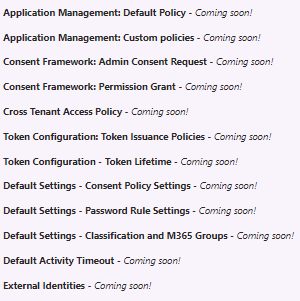 Application Management: Default Policy - Coming soon!
Application Management: Custom policies - Coming soon!
Consent Framework: Admin Consent Request - Coming soon!
Consent Framework: Permission Grant - Coming soon!
Cross Tenant Access Policy - Coming soon!
Token Configuration: Token Issuance Policies - Coming soon!
Token Configuration - Token Lifetime - Coming soon!
Default Settings - Consent Policy Settings - Coming soon!
Default Settings - Password Rule Settings - Coming soon!
Default Settings - Classification and M365 Groups - Coming soon!
Default Activity Timeout - Coming soon!
External Identities - Coming soon!